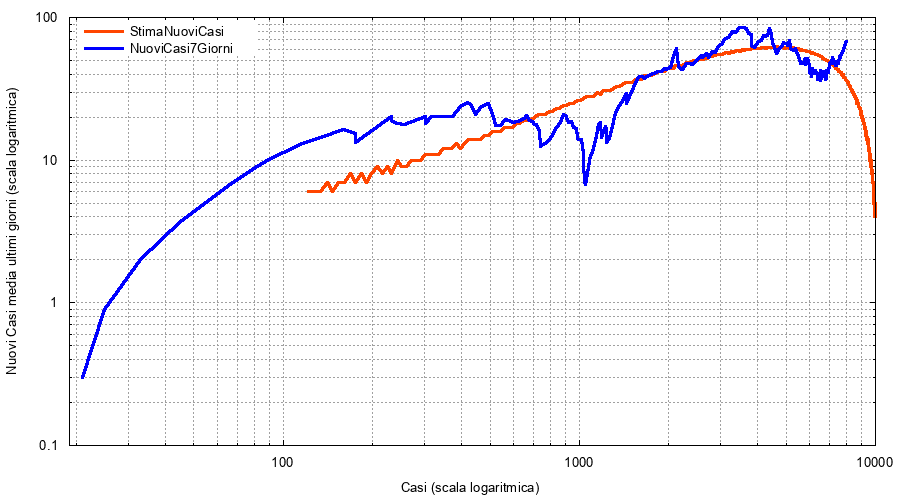 StimaNuoviCasi
NuoviCasi7Giorni
100
10
1
0.1
Nuovi Casi media ultimi giorni (scala logaritmica)
100
1000
10000
Casi (scala logaritmica)